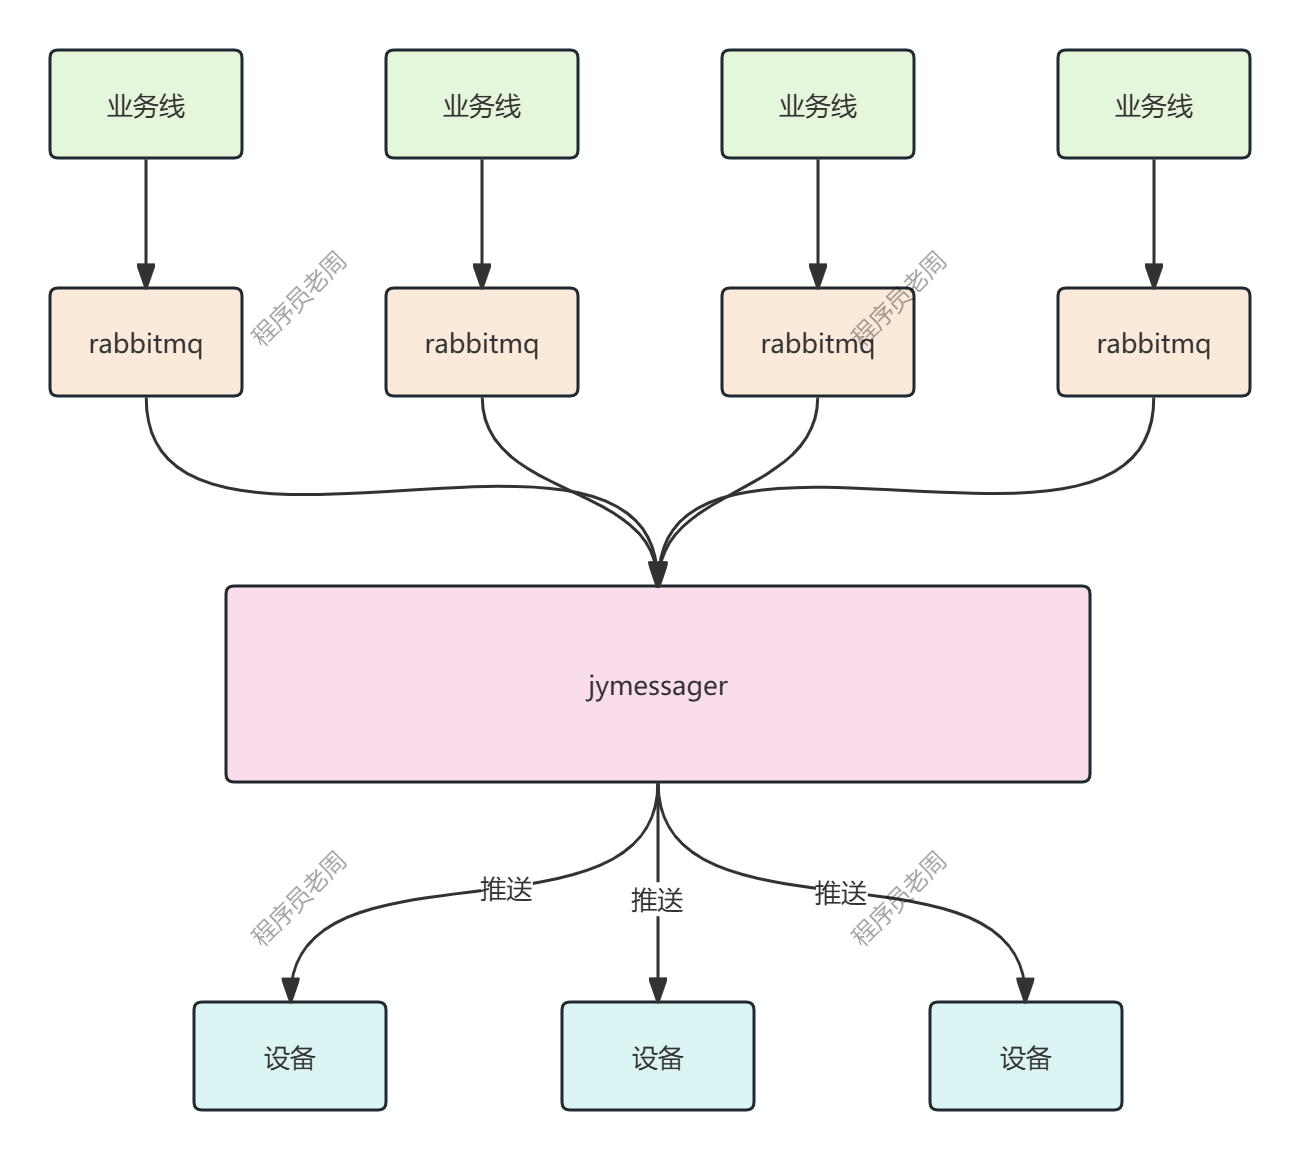 业务线
业务线
业务线
业务线
程序员老周
程序员老周
rabbitmq
rabbitmq
rabbitmq
rabbitmq
jymessager
程序员老周
程序员老周
推送
推送
推送
设备
设备
设备